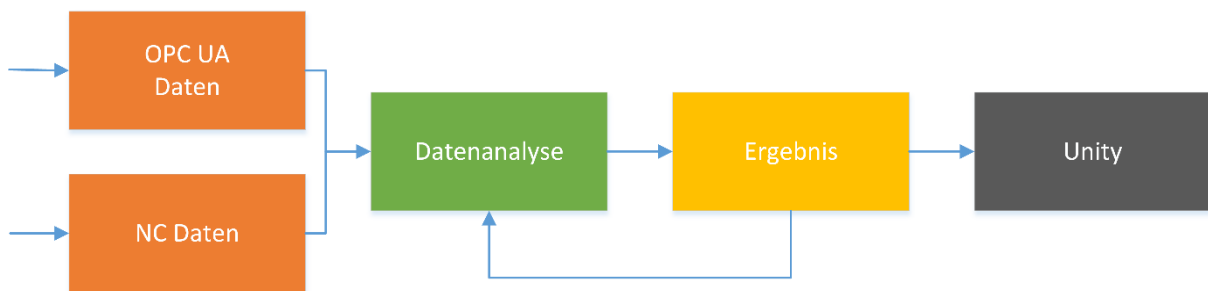 OPC UA
Daten
NC Daten
Datenanalyse
Ergebnis
Unity